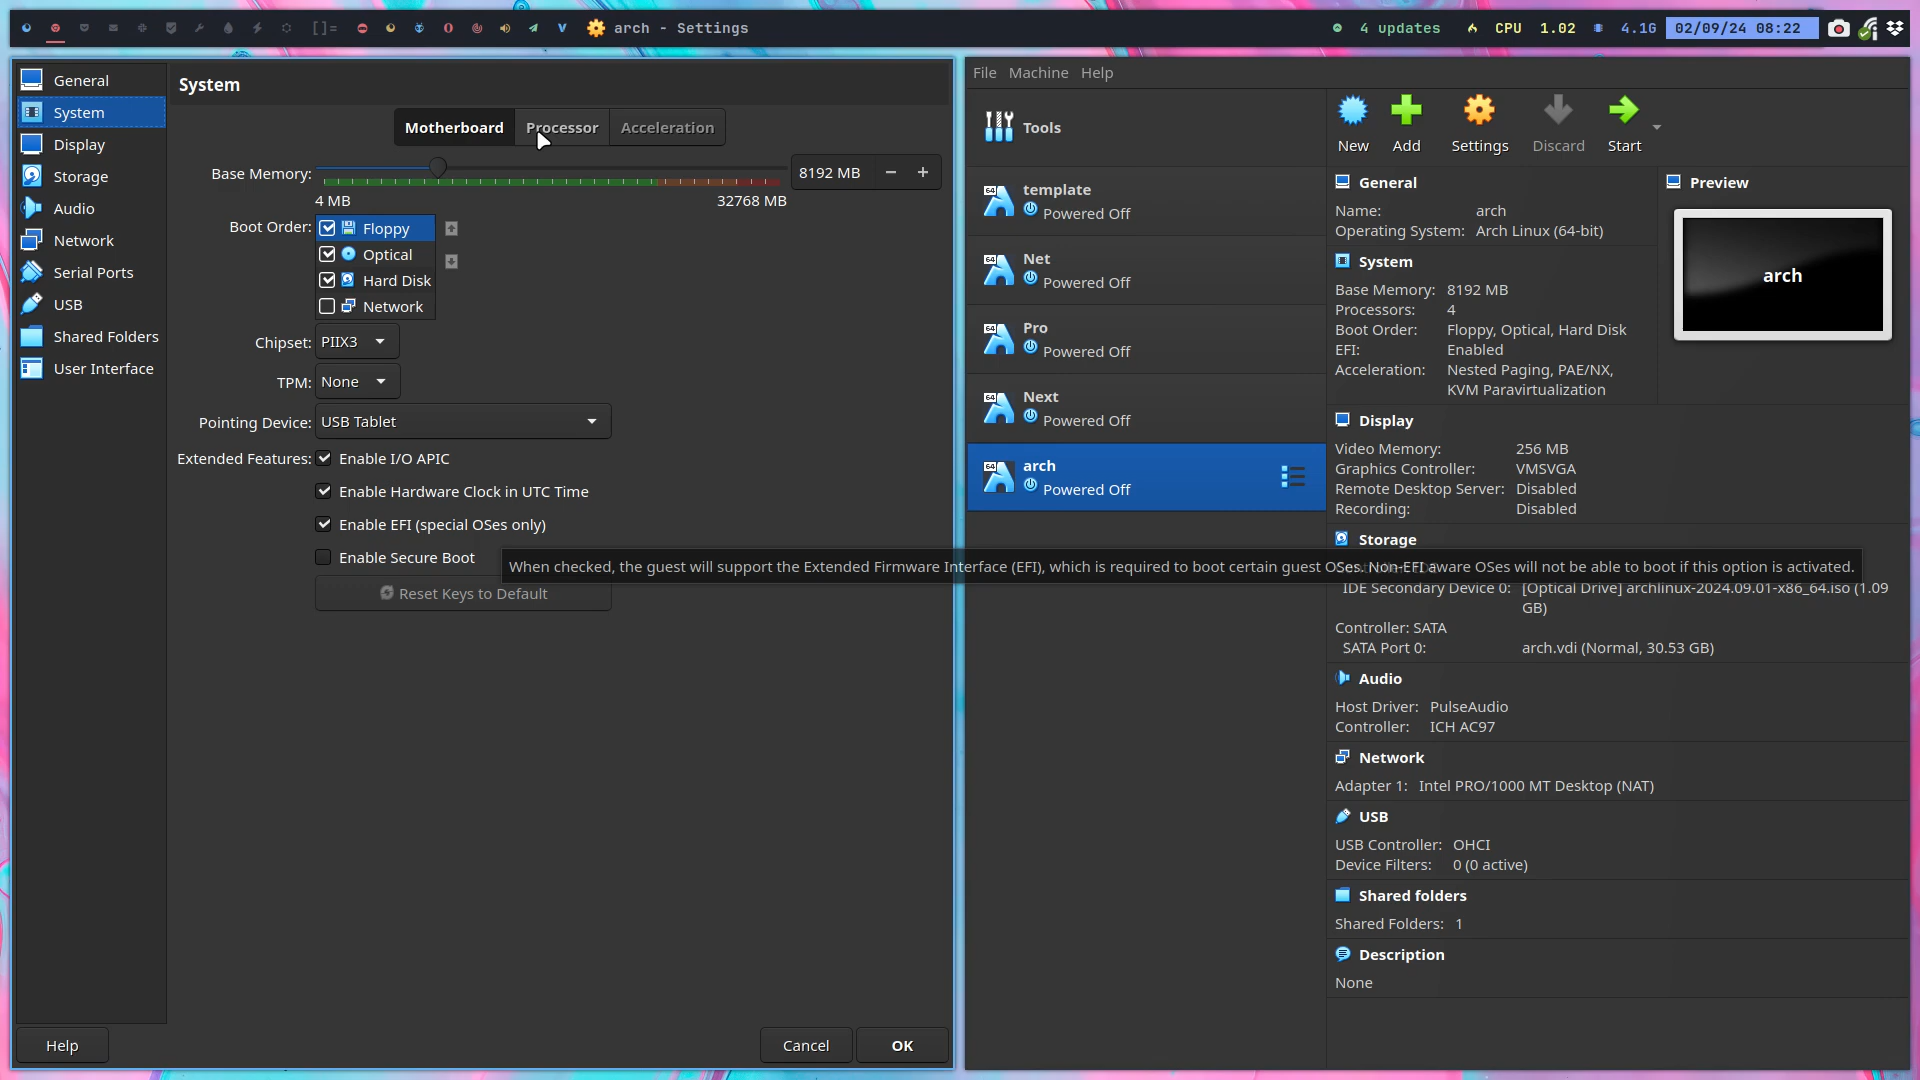 []=
arch - Settings
4 updates
CPU 1.02
4.1G
02/09/24 08:22
General
System
Display
Storage
Audio
Network
Serial Ports
USB
Shared Folders
User Interface
System
Motherboard
Processor
Acceleration
Base Memory:
8192 MB
4 MB
32768 MB
Boot Order:
Floppy
Optical
Hard Disk
Network
Chipset:
PIIX3
TPM:
None
Pointing Device:
USB Tablet
Extended Features:
Enable I/O APIC
Enable Hardware Clock in UTC Time
Enable EFI (special OSes only)
Enable Secure Boot
When checked, the guest will support the Extended Firmware Interface (EFI), which is required to boot certain guest OSes. Non-EFI aware OSes will not be able to boot if this option is activated.
Reset Keys to Default
Help
Cancel
OK
File Machine Help
Tools
64
template
Powered Off
64
Net
Powered Off
64
Pro
Powered Off
64
Next
Powered Off
64
arch
Powered Off
New
Add
Settings
Discard
Start
General
Name: arch
Operating System: Arch Linux (64-bit)
Preview
arch
System
Base Memory: 8192 MB
Processors: 4
Boot Order: Floppy, Optical, Hard Disk
EFI: Enabled
Acceleration: Nested Paging, PAE/NX,
KVM Paravirtualization
Display
Video Memory: 256 MB
Graphics Controller: VMSVGA
Remote Desktop Server: Disabled
Recording: Disabled
Storage
IDE Secondary Device 0: [Optical Drive] archlinux-2024.09.01-x86_64.iso (1.09
GB)
Controller: SATA
SATA Port 0: arch.vdi (Normal, 30.53 GB)
Audio
Host Driver: PulseAudio
Controller: ICH AC97
Network
Adapter 1: Intel PRO/1000 MT Desktop (NAT)
USB
USB Controller: OHCI
Device Filters: 0 (0 active)
Shared folders
Shared Folders: 1
Description
None